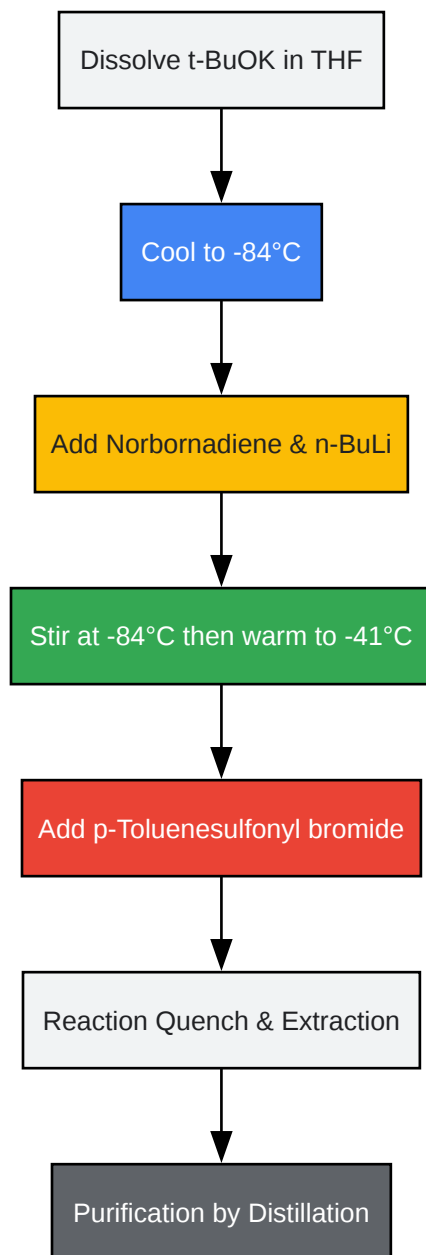 Dissolve t-BuOK in THF
Cool to -84°C
Add Norbornadiene & n-BuLi
Stir at -84°C then warm to -41°C
Add p-Toluenesulfonyl bromide
Reaction Quench & Extraction
Purification by Distillation